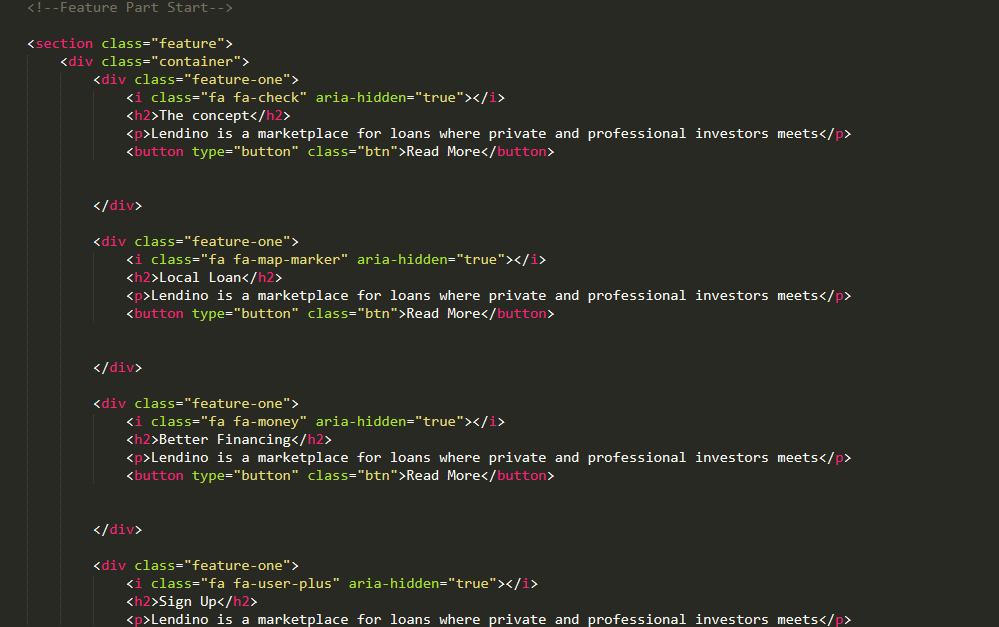 <!--Feature Part Start-->
<section class="feature">
<div class="container">
<div class="feature-one">
<i class="fa fa-check" aria-hidden="true"></i>
<h2>The concept</h2>
<p>Lendino is a marketplace for loans where private and professional investors meets</p>
<button type="button" class="btn">Read More</button>
</div>
<div class="feature-one">
<i class="fa fa-map-marker" aria-hidden="true"></i>
<h2>Local Loan</h2>
<p>Lendino is a marketplace for loans where private and professional investors meets</p>
<button type="button" class="btn">Read More</button>
</div>
<div class="feature-one">
<i class="fa fa-money" aria-hidden="true"></i>
<h2>Better Financing</h2>
<p>Lendino is a marketplace for loans where private and professional investors meets</p>
<button type="button" class="btn">Read More</button>
</div>
<div class="feature-one">
<i class="fa fa-user-plus" aria-hidden="true"></i>
<h2>Sign Up</h2>
<p>Lendino is a marketplace for loans where private and professional investors meets</p>